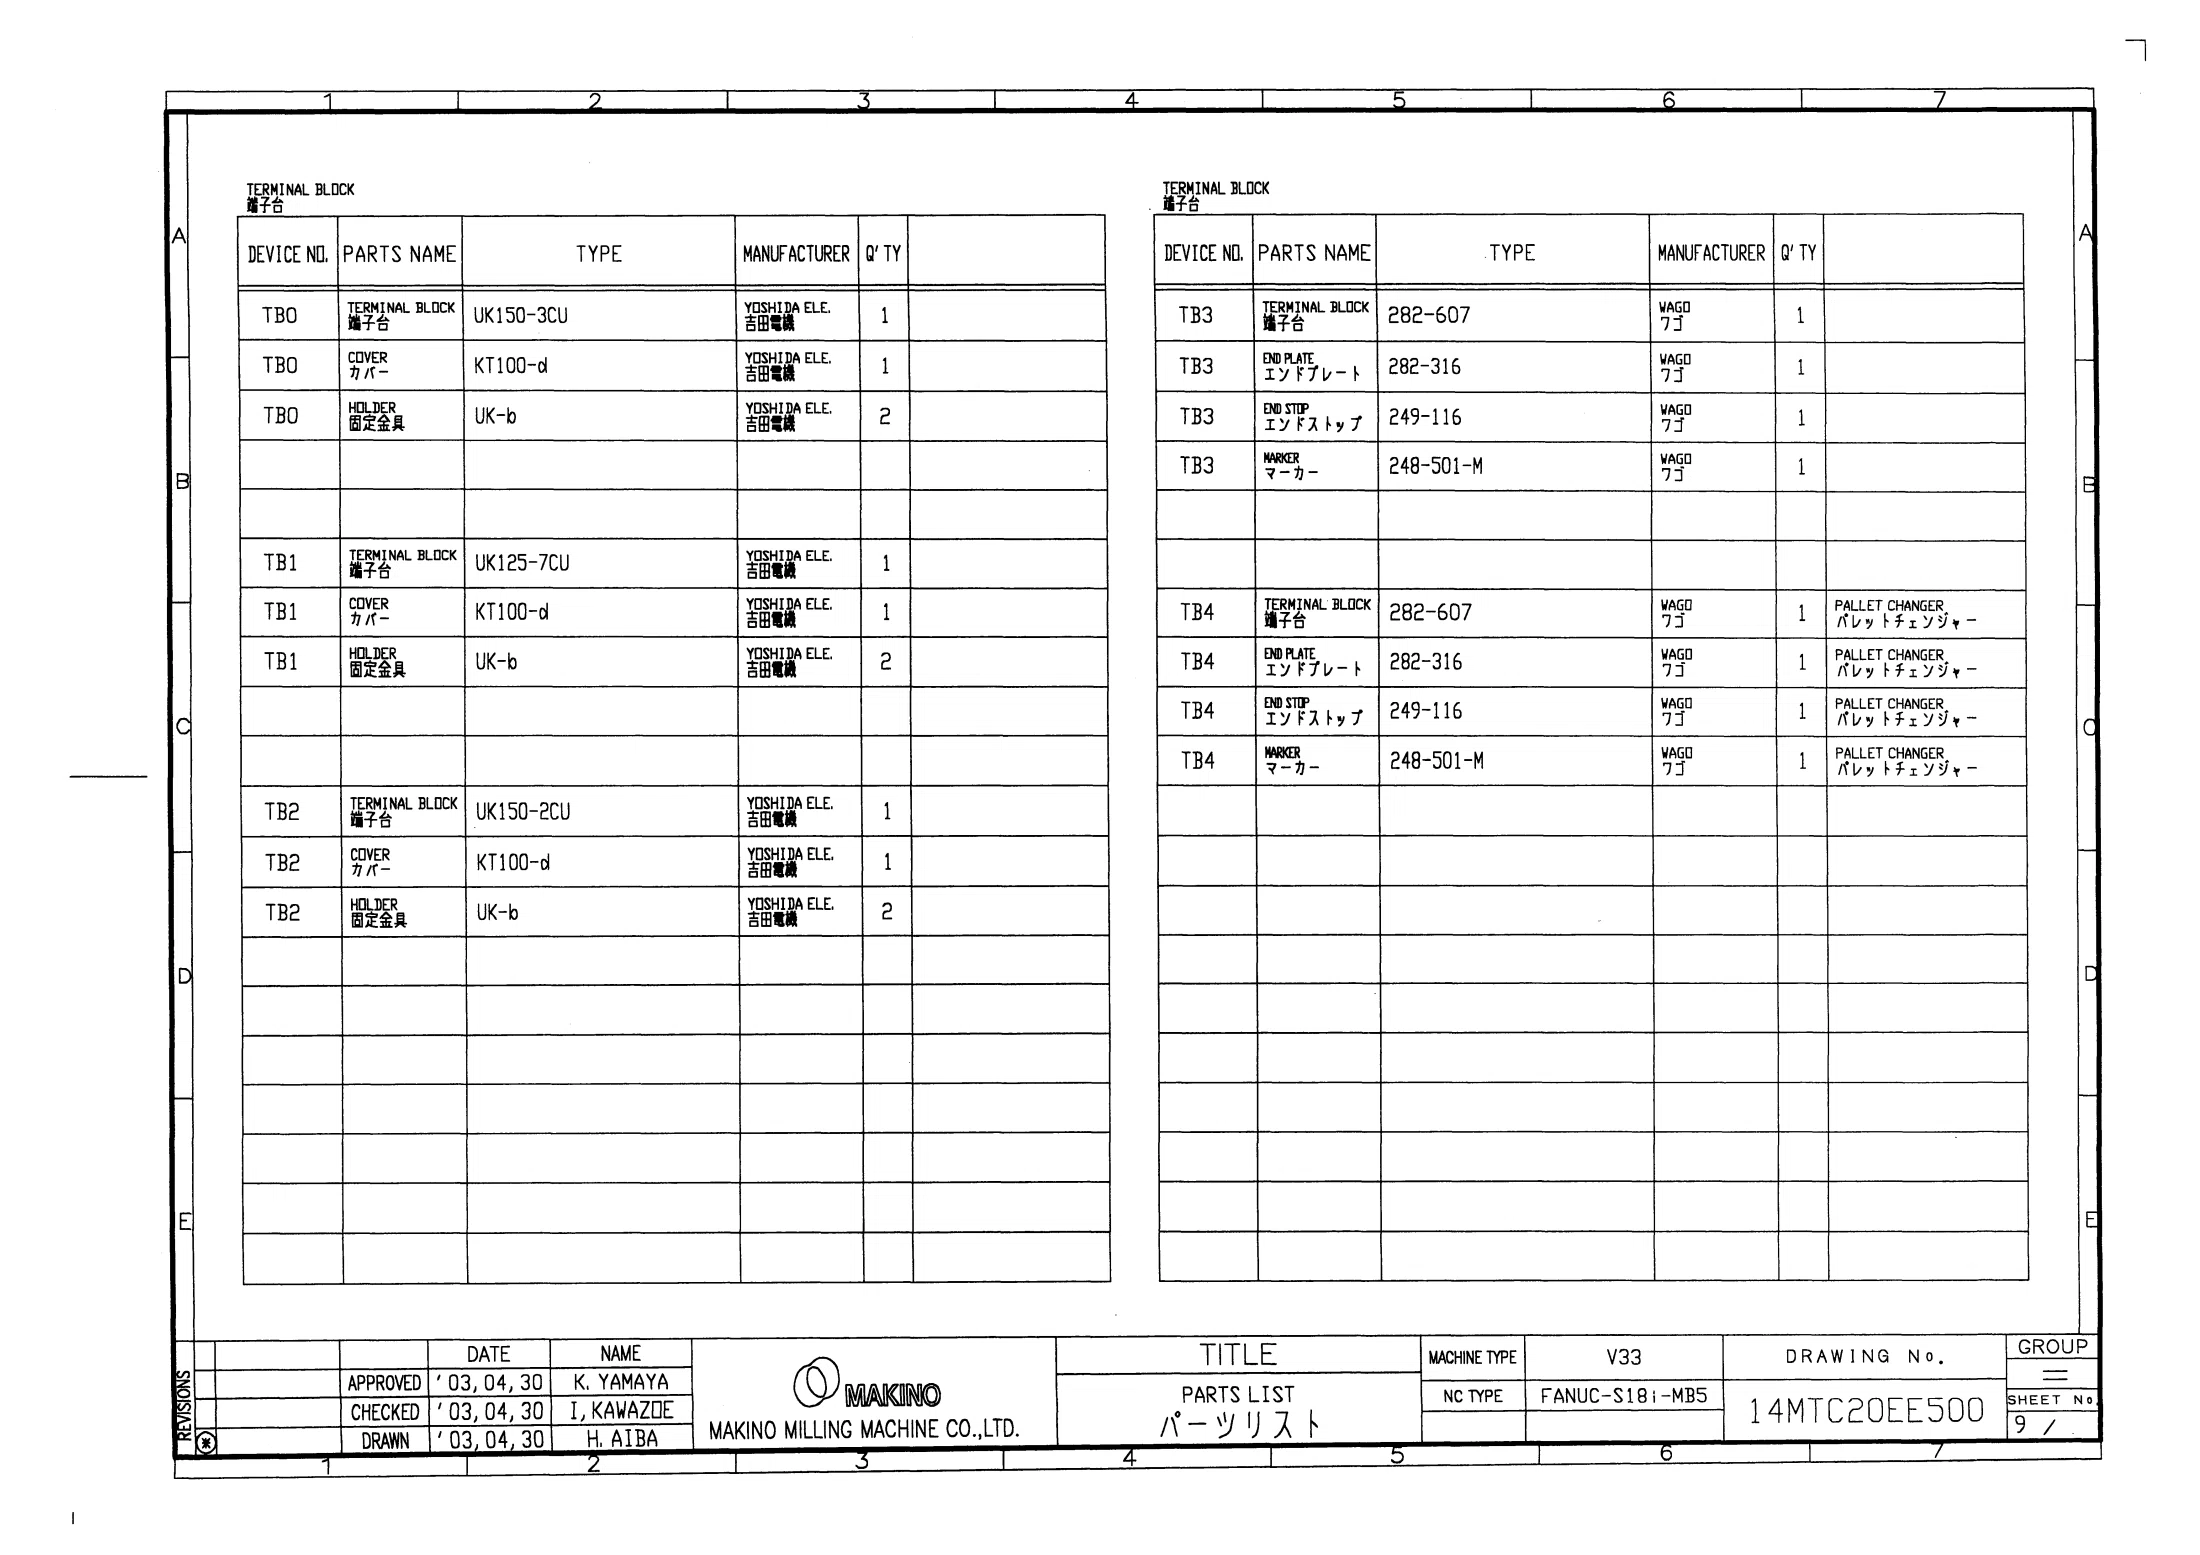 1 2 3 4 5 6 7
TERMINAL BLOCK
端子台
DEVICE NO. PARTS NAME TYPE MANUFACTURER Q'TY
TB0 TERMINAL BLOCK 端子台 UK150-3CU YOSHIDA ELE. 吉田電機 1
TB0 COVER カバー KT100-d YOSHIDA ELE. 吉田電機 1
TB0 HOLDER 固定金具 UK-b YOSHIDA ELE. 吉田電機 2
TB1 TERMINAL BLOCK 端子台 UK125-7CU YOSHIDA ELE. 吉田電機 1
TB1 COVER カバー KT100-d YOSHIDA ELE. 吉田電機 1
TB1 HOLDER 固定金具 UK-b YOSHIDA ELE. 吉田電機 2
TB2 TERMINAL BLOCK 端子台 UK150-2CU YOSHIDA ELE. 吉田電機 1
TB2 COVER カバー KT100-d YOSHIDA ELE. 吉田電機 1
TB2 HOLDER 固定金具 UK-b YOSHIDA ELE. 吉田電機 2
TERMINAL BLOCK
端子台
DEVICE NO. PARTS NAME TYPE MANUFACTURER Q'TY
TB3 TERMINAL BLOCK 端子台 282-607 WAGO ワゴ 1
TB3 END PLATE エンドプレート 282-316 WAGO ワゴ 1
TB3 END STOP エンドストップ 249-116 WAGO ワゴ 1
TB3 MARKER マーカー 248-501-M WAGO ワゴ 1
TB4 TERMINAL BLOCK 端子台 282-607 WAGO ワゴ 1 PALLET CHANGER パレットチェンジャー
TB4 END PLATE エンドプレート 282-316 WAGO ワゴ 1 PALLET CHANGER パレットチェンジャー
TB4 END STOP エンドストップ 249-116 WAGO ワゴ 1 PALLET CHANGER パレットチェンジャー
TB4 MARKER マーカー 248-501-M WAGO ワゴ 1 PALLET CHANGER パレットチェンジャー
A A
B B
C C
D D
E E
REVISIONS
DATE NAME
APPROVED '03,04,30 K. YAMAYA
CHECKED '03,04,30 I, KAWAZOE
DRAWN '03,04,30 H. AIBA
MAKINO
MAKINO MILLING MACHINE CO.,LTD.
TITLE
PARTS LIST
パーツリスト
MACHINE TYPE V33
NC TYPE FANUC-S18i-MB5
DRAWING No.
14MTC20EE500
GROUP
=
SHEET No.
9 /
1 2 3 4 5 6 7